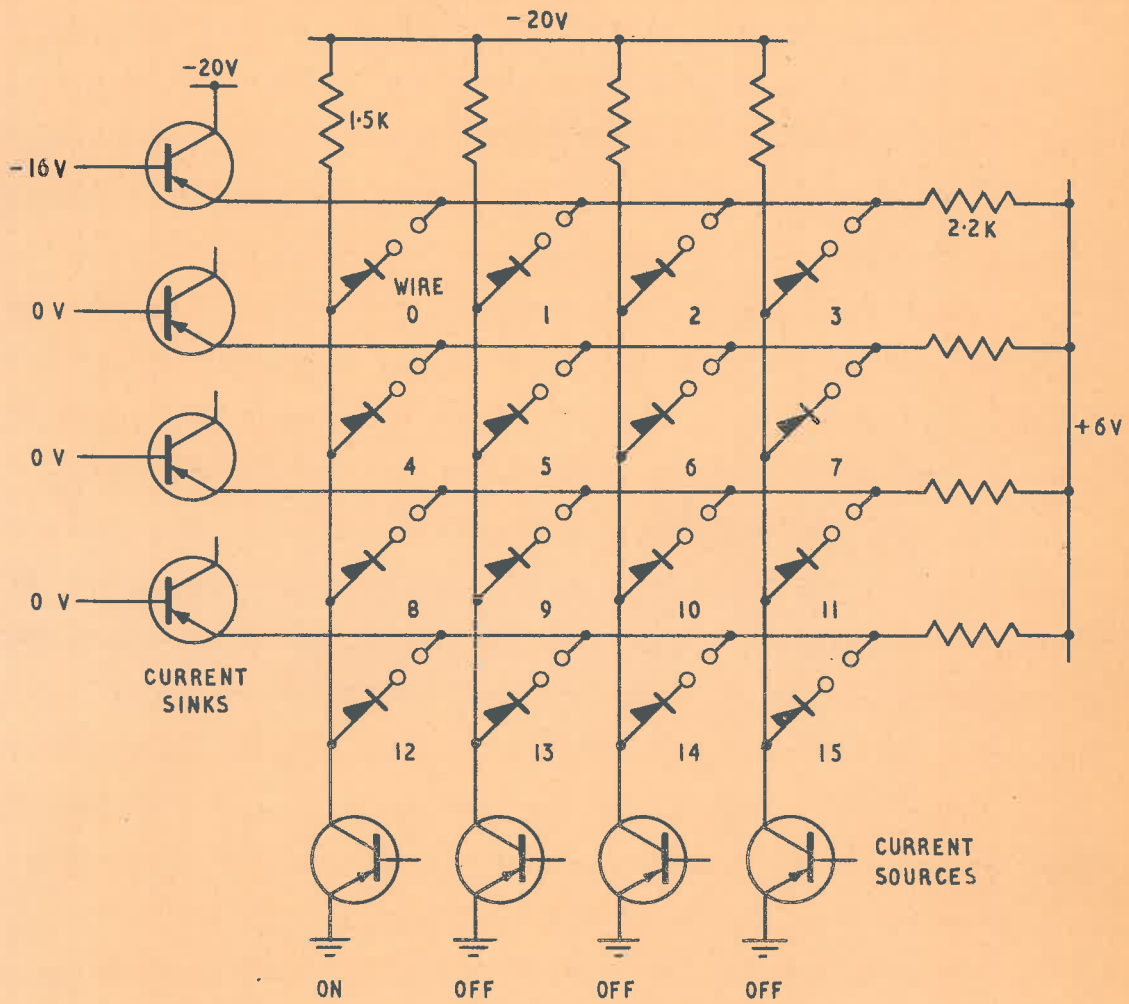 -20V
-20V
1.5K
-16V
2.2K
WIRE
0 1 2 3
0 V
+6V
4 5 6 7
0 V
8 9 10 11
0 V
CURRENT
SINKS
12 13 14 15
CURRENT
SOURCES
ON OFF OFF OFF